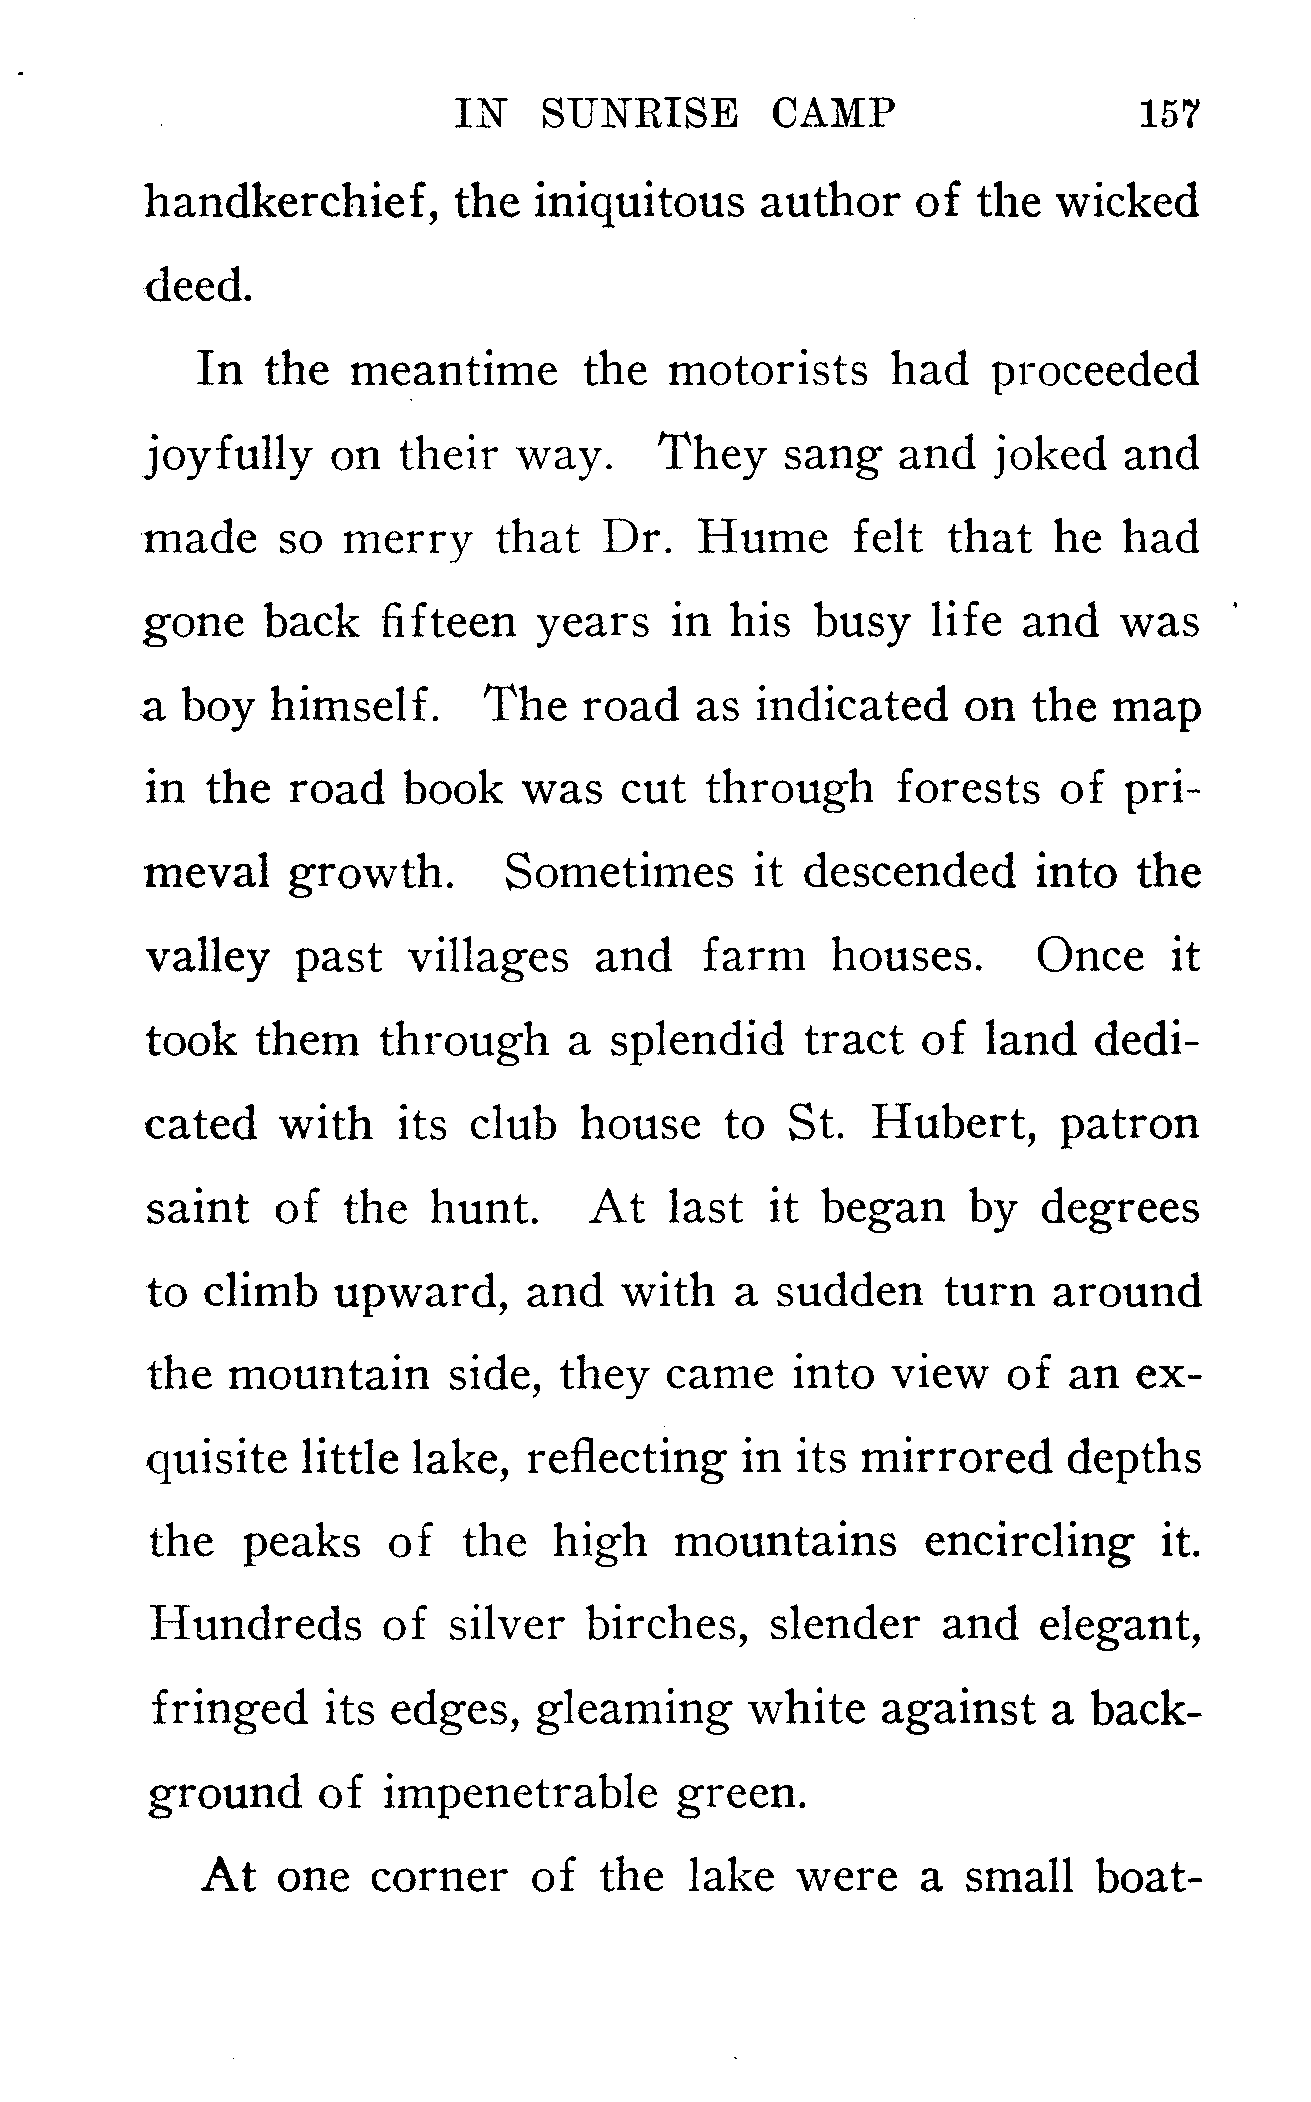 IN SUNRISE CAMP 157
handkerchief, the iniquitous author of the wicked
deed.
In the meantime the motorists had proceeded
joyfully on their way. They sang and joked and
made so merry that Dr. Hume felt that he had
gone back fifteen years in his busy life and was
a boy himself. The road as indicated on the map
in the road book was cut through forests of pri-
meval growth. Sometimes it descended into the
valley past villages and farm houses. Once it
took them through a splendid tract of land dedi-
cated with its club house to St. Hubert, patron
saint of the hunt. At last it began by degrees
to climb upward, and with a sudden turn around
the mountain side, they came into view of an ex-
quisite little lake, reflecting in its mirrored depths
the peaks of the high mountains encircling it.
Hundreds of silver birches, slender and elegant,
fringed its edges, gleaming white against a back-
ground of impenetrable green.
At one corner of the lake were a small boat-